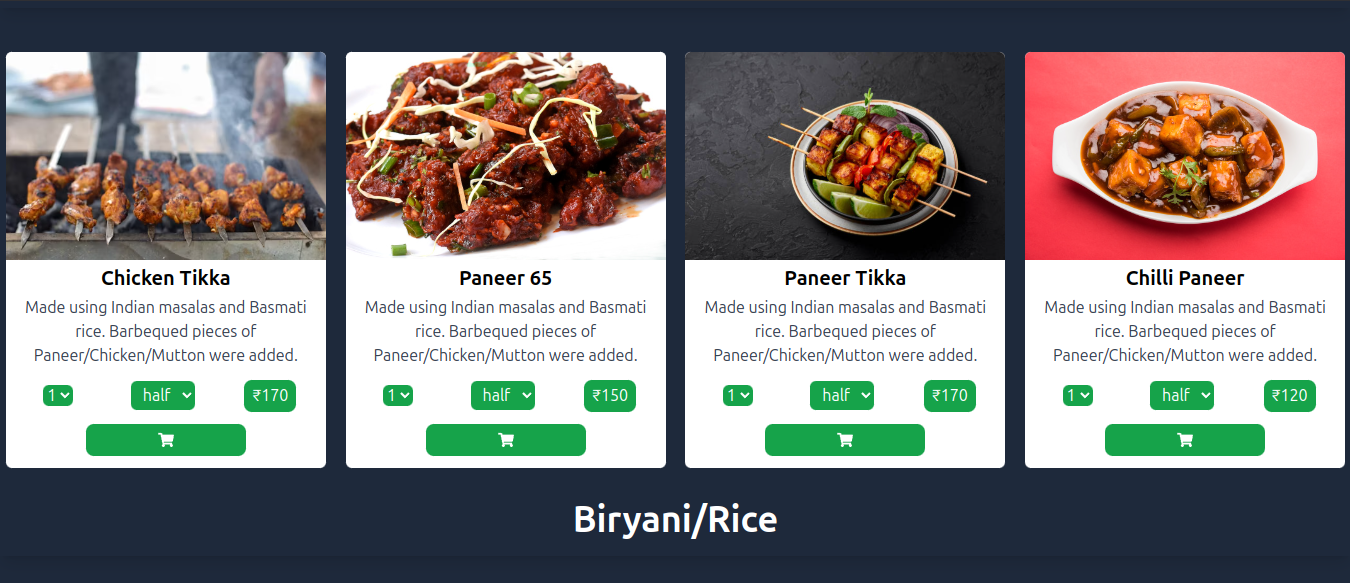 Chicken Tikka
Made using Indian masalas and Basmati
rice. Barbequed pieces of
Paneer/Chicken/Mutton were added.
1 half ₹170
Paneer 65
Made using Indian masalas and Basmati
rice. Barbequed pieces of
Paneer/Chicken/Mutton were added.
1 half ₹150
Paneer Tikka
Made using Indian masalas and Basmati
rice. Barbequed pieces of
Paneer/Chicken/Mutton were added.
1 half ₹170
Chilli Paneer
Made using Indian masalas and Basmati
rice. Barbequed pieces of
Paneer/Chicken/Mutton were added.
1 half ₹120
Biryani/Rice